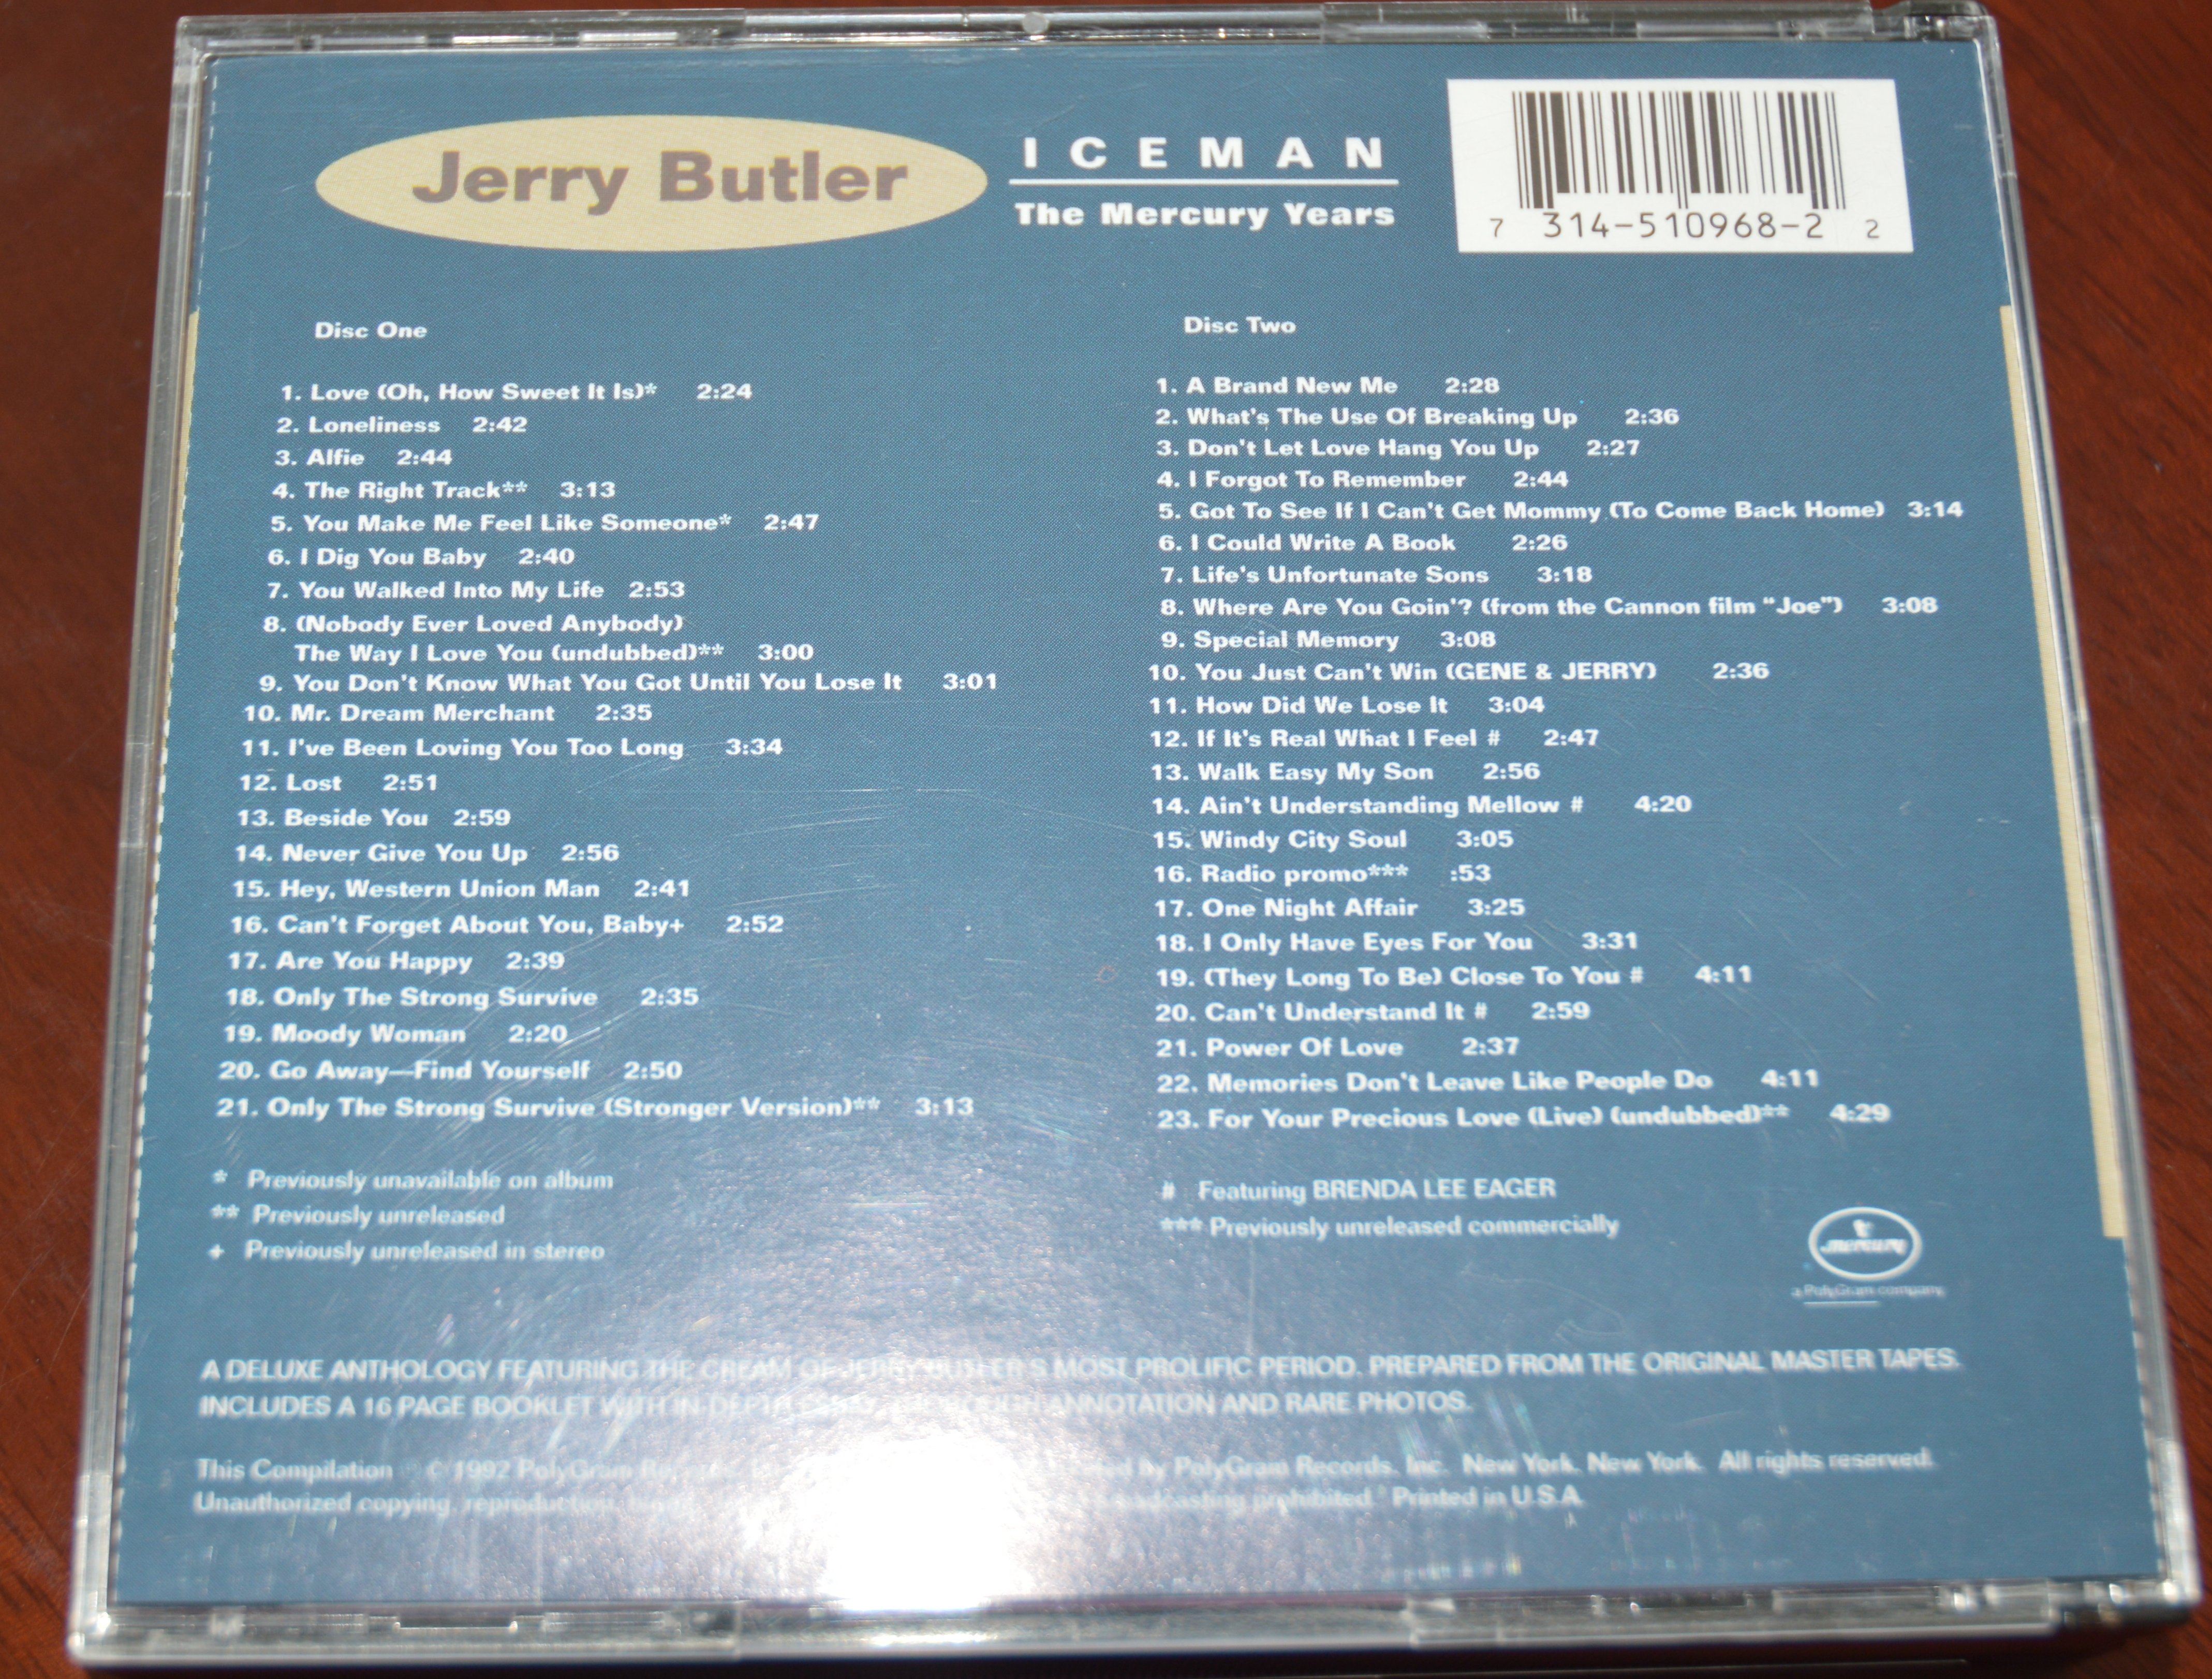 Jerry Butler
ICEMAN
The Mercury Years
7 314-510968-2 2
Disc One
1. Love (Oh, How Sweet It Is)* 2:24
2. Loneliness 2:42
3. Alfie 2:44
4. The Right Track** 3:13
5. You Make Me Feel Like Someone* 2:47
6. I Dig You Baby 2:40
7. You Walked Into My Life 2:53
8. (Nobody Ever Loved Anybody)
The Way I Love You (undubbed)** 3:00
9. You Don't Know What You Got Until You Lose It 3:01
10. Mr. Dream Merchant 2:35
11. I've Been Loving You Too Long 3:34
12. Lost 2:51
13. Beside You 2:59
14. Never Give You Up 2:56
15. Hey, Western Union Man 2:41
16. Can't Forget About You, Baby+ 2:52
17. Are You Happy 2:39
18. Only The Strong Survive 2:35
19. Moody Woman 2:20
20. Go Away—Find Yourself 2:50
21. Only The Strong Survive (Stronger Version)** 3:13
* Previously unavailable on album
** Previously unreleased
+ Previously unreleased in stereo
Disc Two
1. A Brand New Me 2:28
2. What's The Use Of Breaking Up 2:36
3. Don't Let Love Hang You Up 2:27
4. I Forgot To Remember 2:44
5. Got To See If I Can't Get Mommy (To Come Back Home) 3:14
6. I Could Write A Book 2:26
7. Life's Unfortunate Sons 3:18
8. Where Are You Goin'? (from the Cannon film "Joe") 3:08
9. Special Memory 3:08
10. You Just Can't Win (GENE & JERRY) 2:36
11. How Did We Lose It 3:04
12. If It's Real What I Feel # 2:47
13. Walk Easy My Son 2:56
14. Ain't Understanding Mellow # 4:20
15. Windy City Soul 3:05
16. Radio promo*** :53
17. One Night Affair 3:25
18. I Only Have Eyes For You 3:31
19. (They Long To Be) Close To You # 4:11
20. Can't Understand It # 2:59
21. Power Of Love 2:37
22. Memories Don't Leave Like People Do 4:11
23. For Your Precious Love (Live) (undubbed)** 4:29
# Featuring BRENDA LEE EAGER
*** Previously unreleased commercially
mercury
a PolyGram company
A DELUXE ANTHOLOGY FEATURING THE CREAM OF JERRY BUTLER'S MOST PROLIFIC PERIOD. PREPARED FROM THE ORIGINAL MASTER TAPES.
INCLUDES A 16 PAGE BOOKLET WITH IN DEPTH ANNOTATION AND RARE PHOTOS.
This Compilation © 1992 PolyGram by PolyGram Records, Inc. New York, New York. All rights reserved.
Unauthorized copying, reproduction, prohibited. Printed in U.S.A.